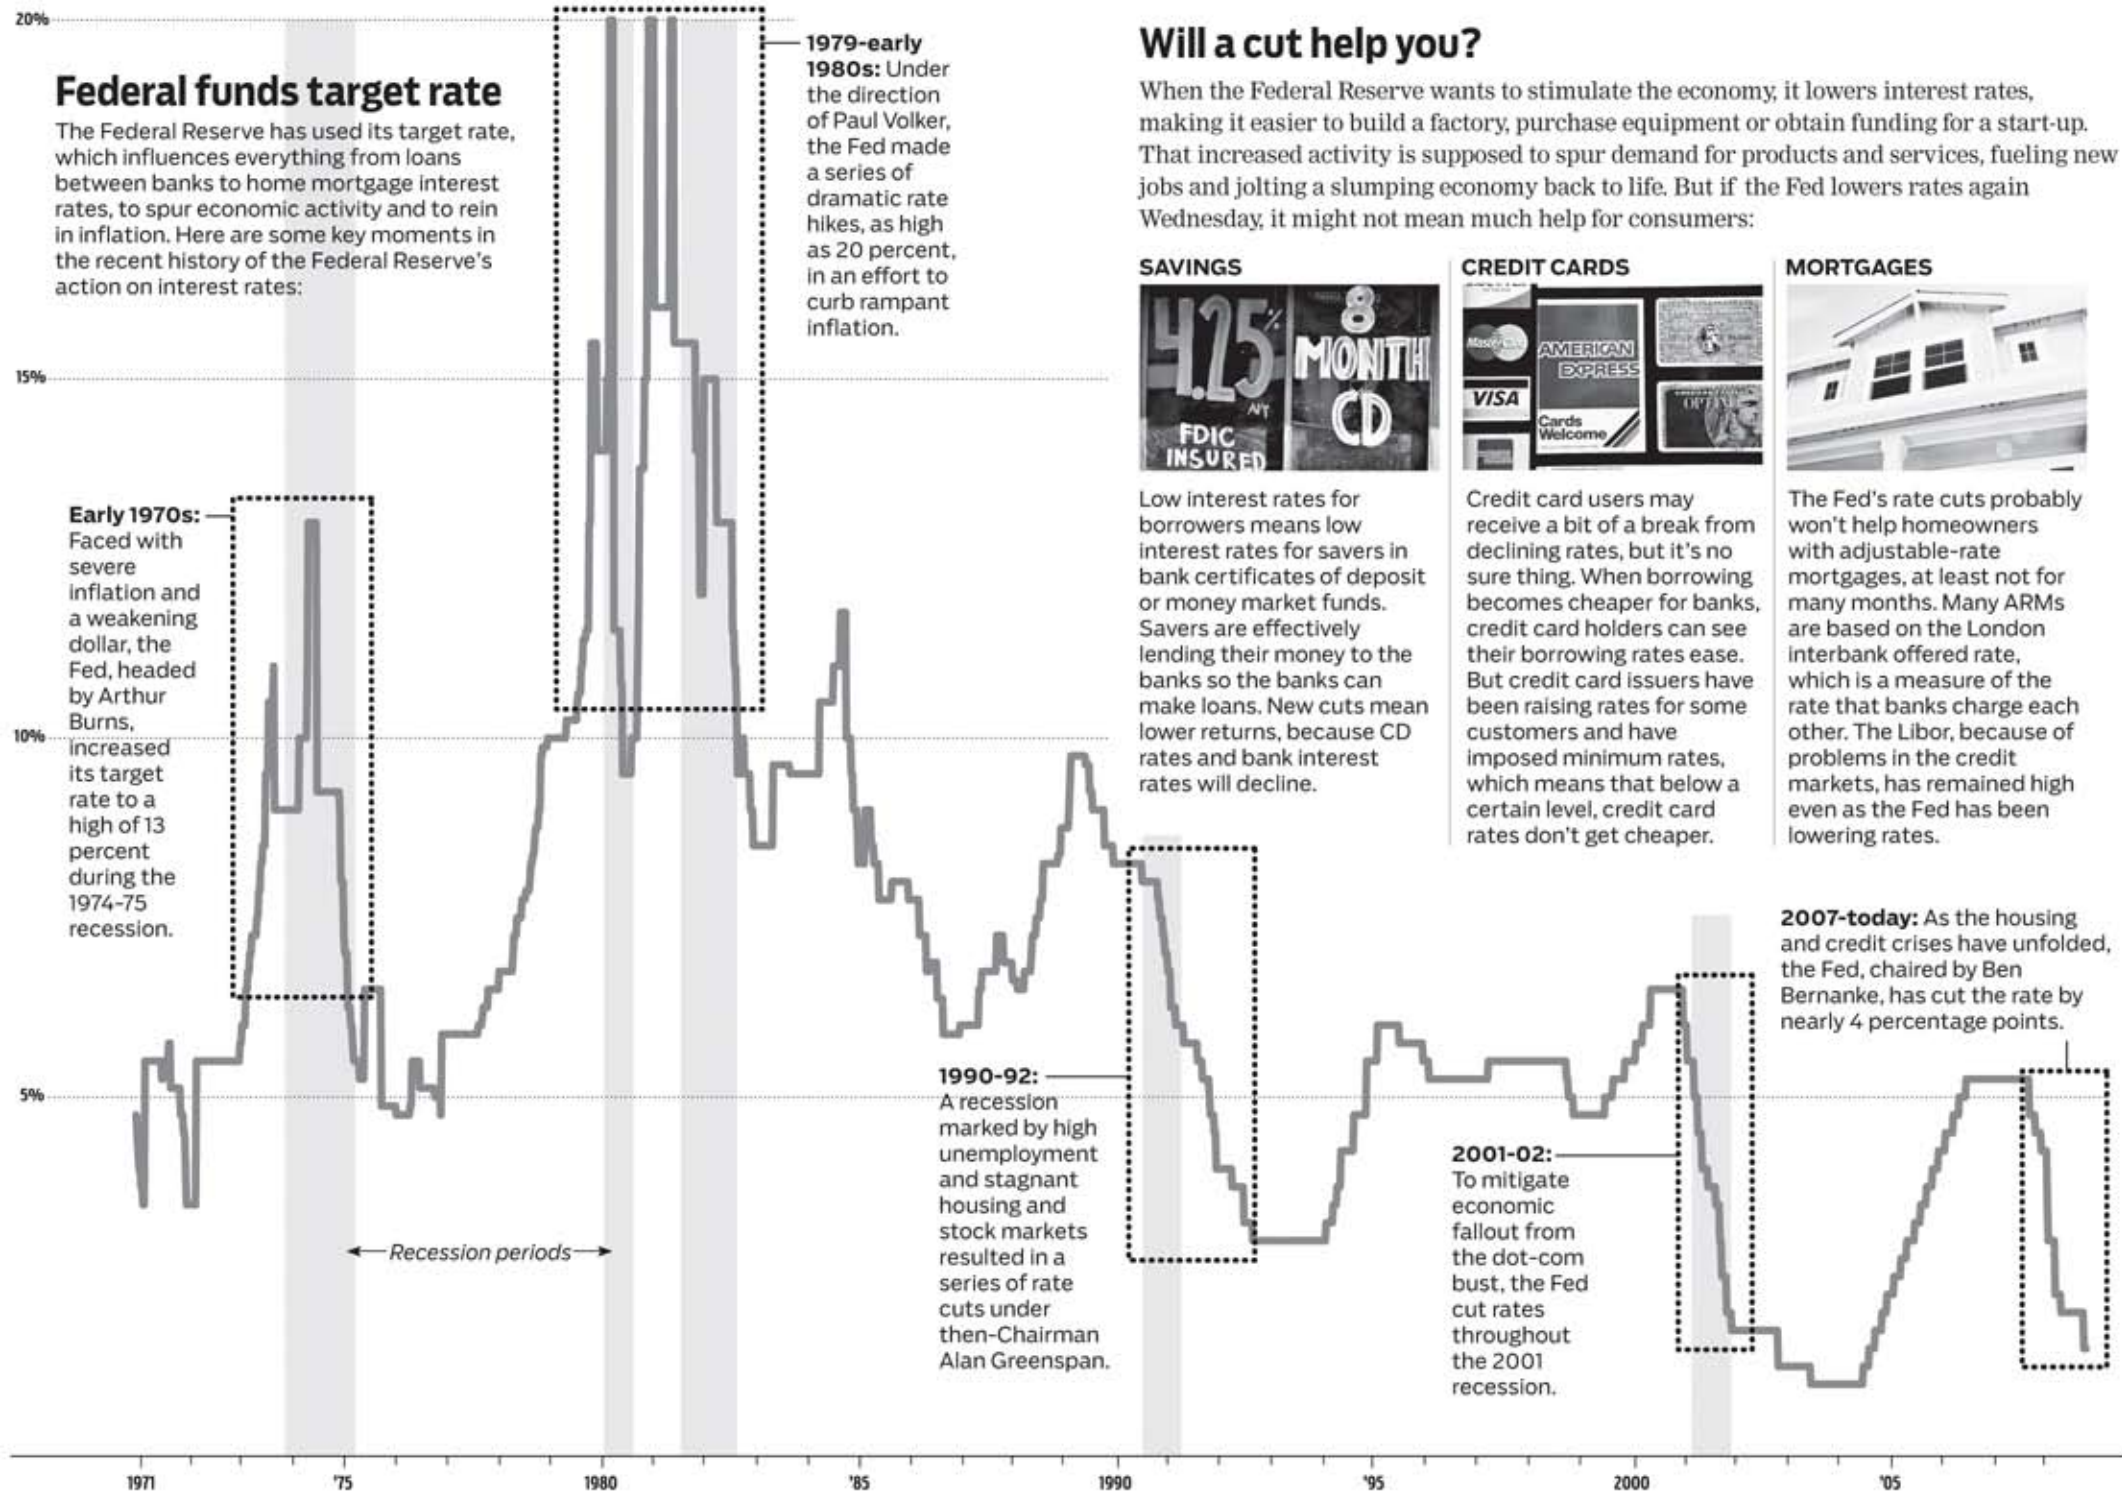 20%
Federal funds target rate
The Federal Reserve has used its target rate,
which influences everything from loans
between banks to home mortgage interest
rates, to spur economic activity and to rein
in inflation. Here are some key moments in
the recent history of the Federal Reserve's
action on interest rates:
1979-early
1980s: Under
the direction
of Paul Volker,
the Fed made
a series of
dramatic rate
hikes, as high
as 20 percent,
in an effort to
curb rampant
inflation.
Will a cut help you?
When the Federal Reserve wants to stimulate the economy, it lowers interest rates,
making it easier to build a factory, purchase equipment or obtain funding for a start-up.
That increased activity is supposed to spur demand for products and services, fueling new
jobs and jolting a slumping economy back to life. But if the Fed lowers rates again
Wednesday, it might not mean much help for consumers:
SAVINGS
4.25%
APY
FDIC
INSURED
8
MONTH
CD
Low interest rates for
borrowers means low
interest rates for savers in
bank certificates of deposit
or money market funds.
Savers are effectively
lending their money to the
banks so the banks can
make loans. New cuts mean
lower returns, because CD
rates and bank interest
rates will decline.
CREDIT CARDS
MasterCard
VISA
AMERICAN
EXPRESS
Cards
Welcome
OPTIMA
Credit card users may
receive a bit of a break from
declining rates, but it's no
sure thing. When borrowing
becomes cheaper for banks,
credit card holders can see
their borrowing rates ease.
But credit card issuers have
been raising rates for some
customers and have
imposed minimum rates,
which means that below a
certain level, credit card
rates don't get cheaper.
MORTGAGES
The Fed's rate cuts probably
won't help homeowners
with adjustable-rate
mortgages, at least not for
many months. Many ARMs
are based on the London
interbank offered rate,
which is a measure of the
rate that banks charge each
other. The Libor, because of
problems in the credit
markets, has remained high
even as the Fed has been
lowering rates.
15%
Early 1970s:
Faced with
severe
inflation and
a weakening
dollar, the
Fed, headed
by Arthur
Burns,
increased
its target
rate to a
high of 13
percent
during the
1974-75
recession.
10%
5%
Recession periods
1990-92:
A recession
marked by high
unemployment
and stagnant
housing and
stock markets
resulted in a
series of rate
cuts under
then-Chairman
Alan Greenspan.
2001-02:
To mitigate
economic
fallout from
the dot-com
bust, the Fed
cut rates
throughout
the 2001
recession.
2007-today: As the housing
and credit crises have unfolded,
the Fed, chaired by Ben
Bernanke, has cut the rate by
nearly 4 percentage points.
1971 '75 1980 '85 1990 '95 2000 '05